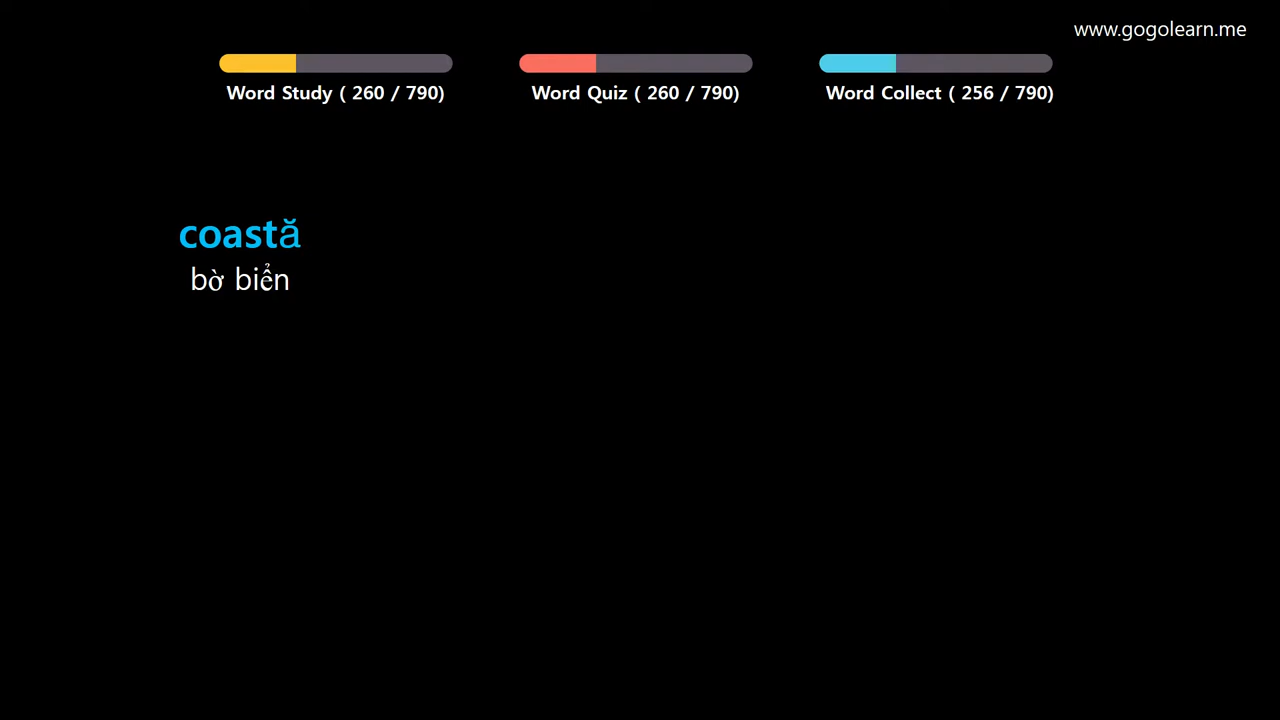 www.gogolearn.me
Word Study ( 260 / 790)
Word Quiz ( 260 / 790)
Word Collect ( 256 / 790)
coastă
bờ biển